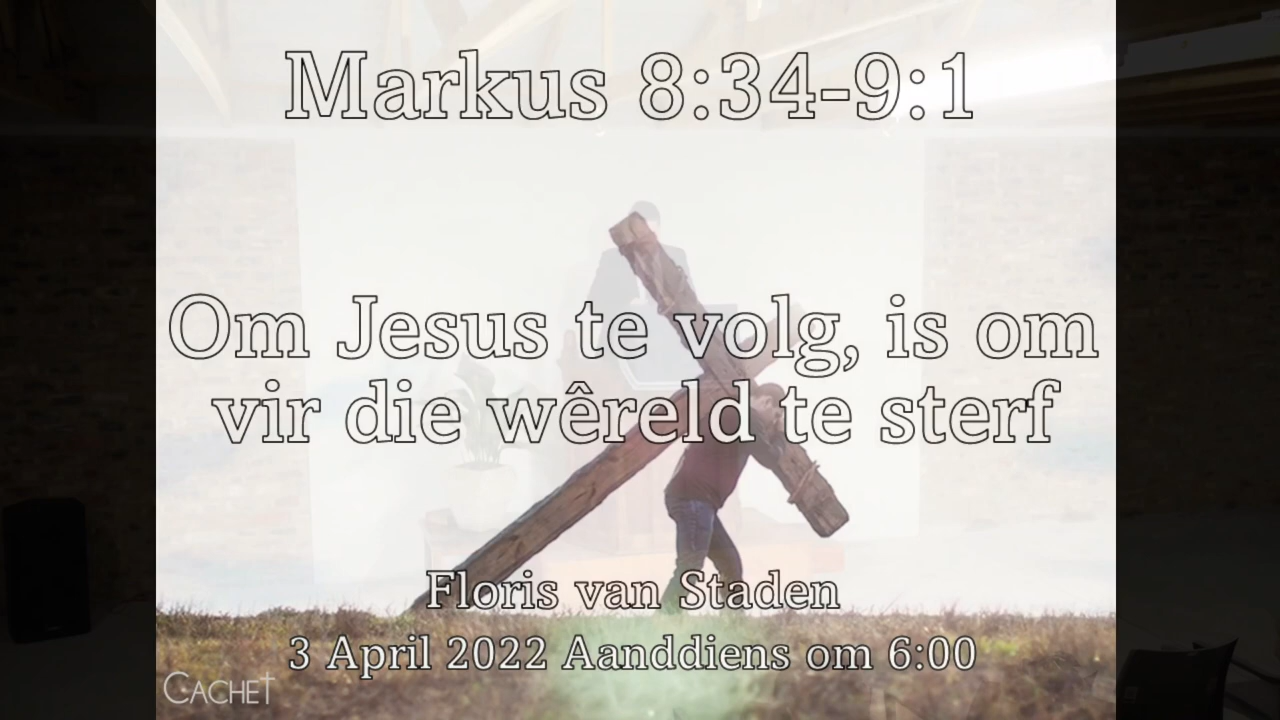 Markus 8:34-9:1
Om Jesus te volg, is om
vir die wêreld te sterf
Floris van Staden
3 April 2022 Aanddiens om 6:00
CACHET